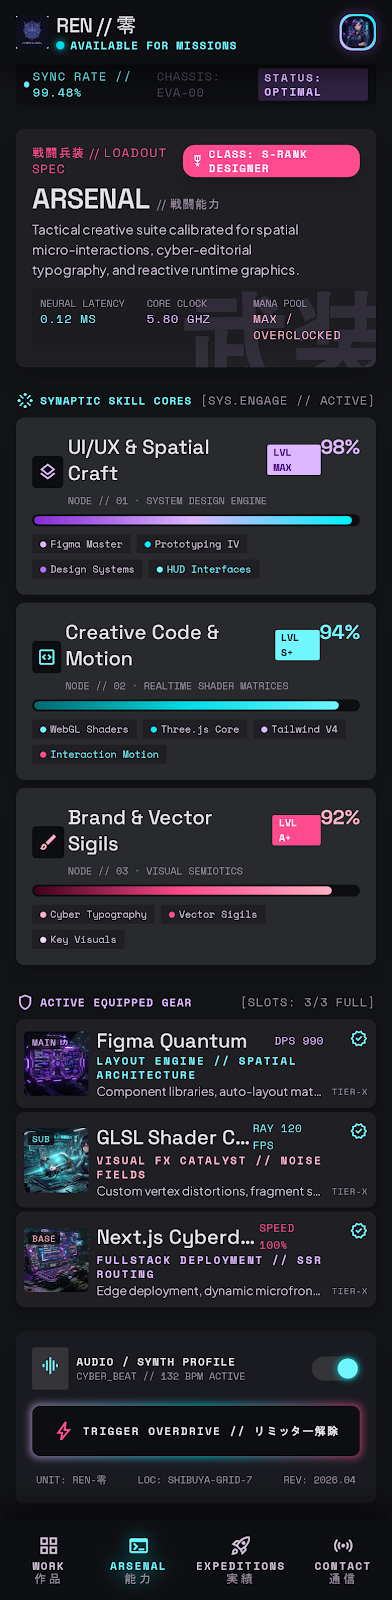 REN // 零
AVAILABLE FOR MISSIONS
SYNC RATE //
99.48%
CHASSIS:
EVA-00
STATUS:
OPTIMAL
戦闘兵装 // LOADOUT
SPEC
CLASS: S-RANK
DESIGNER
ARSENAL // 戦闘能力
Tactical creative suite calibrated for spatial
micro-interactions, cyber-editorial
typography, and reactive runtime graphics.
武装
NEURAL LATENCY
0.12 MS
CORE CLOCK
5.80 GHZ
MANA POOL
MAX /
OVERCLOCKED
SYNAPTIC SKILL CORES [SYS.ENGAGE // ACTIVE]
UI/UX & Spatial
Craft
LVL
MAX
98%
NODE // 01 · SYSTEM DESIGN ENGINE
Figma Master
Prototyping IV
Design Systems
HUD Interfaces
Creative Code &
Motion
LVL
S+
94%
NODE // 02 · REALTIME SHADER MATRICES
WebGL Shaders
Three.js Core
Tailwind V4
Interaction Motion
Brand & Vector
Sigils
LVL
A+
92%
NODE // 03 · VISUAL SEMIOTICS
Cyber Typography
Vector Sigils
Key Visuals
ACTIVE EQUIPPED GEAR [SLOTS: 3/3 FULL]
MAIN
Figma Quantum
DPS 990
LAYOUT ENGINE // SPATIAL
ARCHITECTURE
Component libraries, auto-layout mat…
TIER-X
SUB
GLSL Shader C…
RAY 120
FPS
VISUAL FX CATALYST // NOISE
FIELDS
Custom vertex distortions, fragment s…
TIER-X
BASE
Next.js Cyberd…
SPEED
100%
FULLSTACK DEPLOYMENT // SSR
ROUTING
Edge deployment, dynamic microfron…
TIER-X
AUDIO / SYNTH PROFILE
CYBER_BEAT // 132 BPM ACTIVE
TRIGGER OVERDRIVE // リミッター解除
UNIT: REN-零
LOC: SHIBUYA-GRID-7
REV: 2026.04
WORK
作品
ARSENAL
能力
EXPEDITIONS
実績
CONTACT
通信